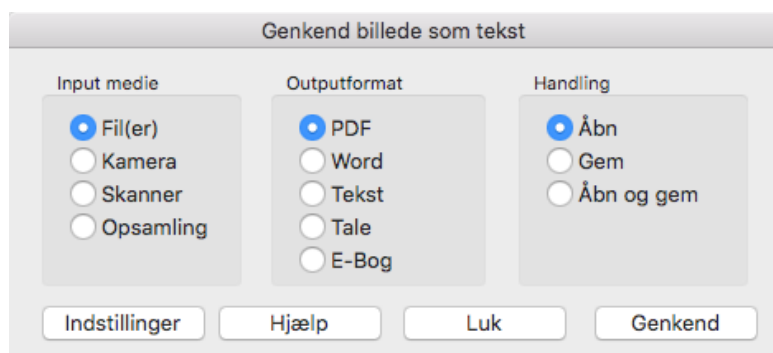 Genkend billede som tekst
Input medie
Fil(er)
Kamera
Skanner
Opsamling
Outputformat
PDF
Word
Tekst
Tale
E-Bog
Handling
Åbn
Gem
Åbn og gem
Indstillinger
Hjælp
Luk
Genkend